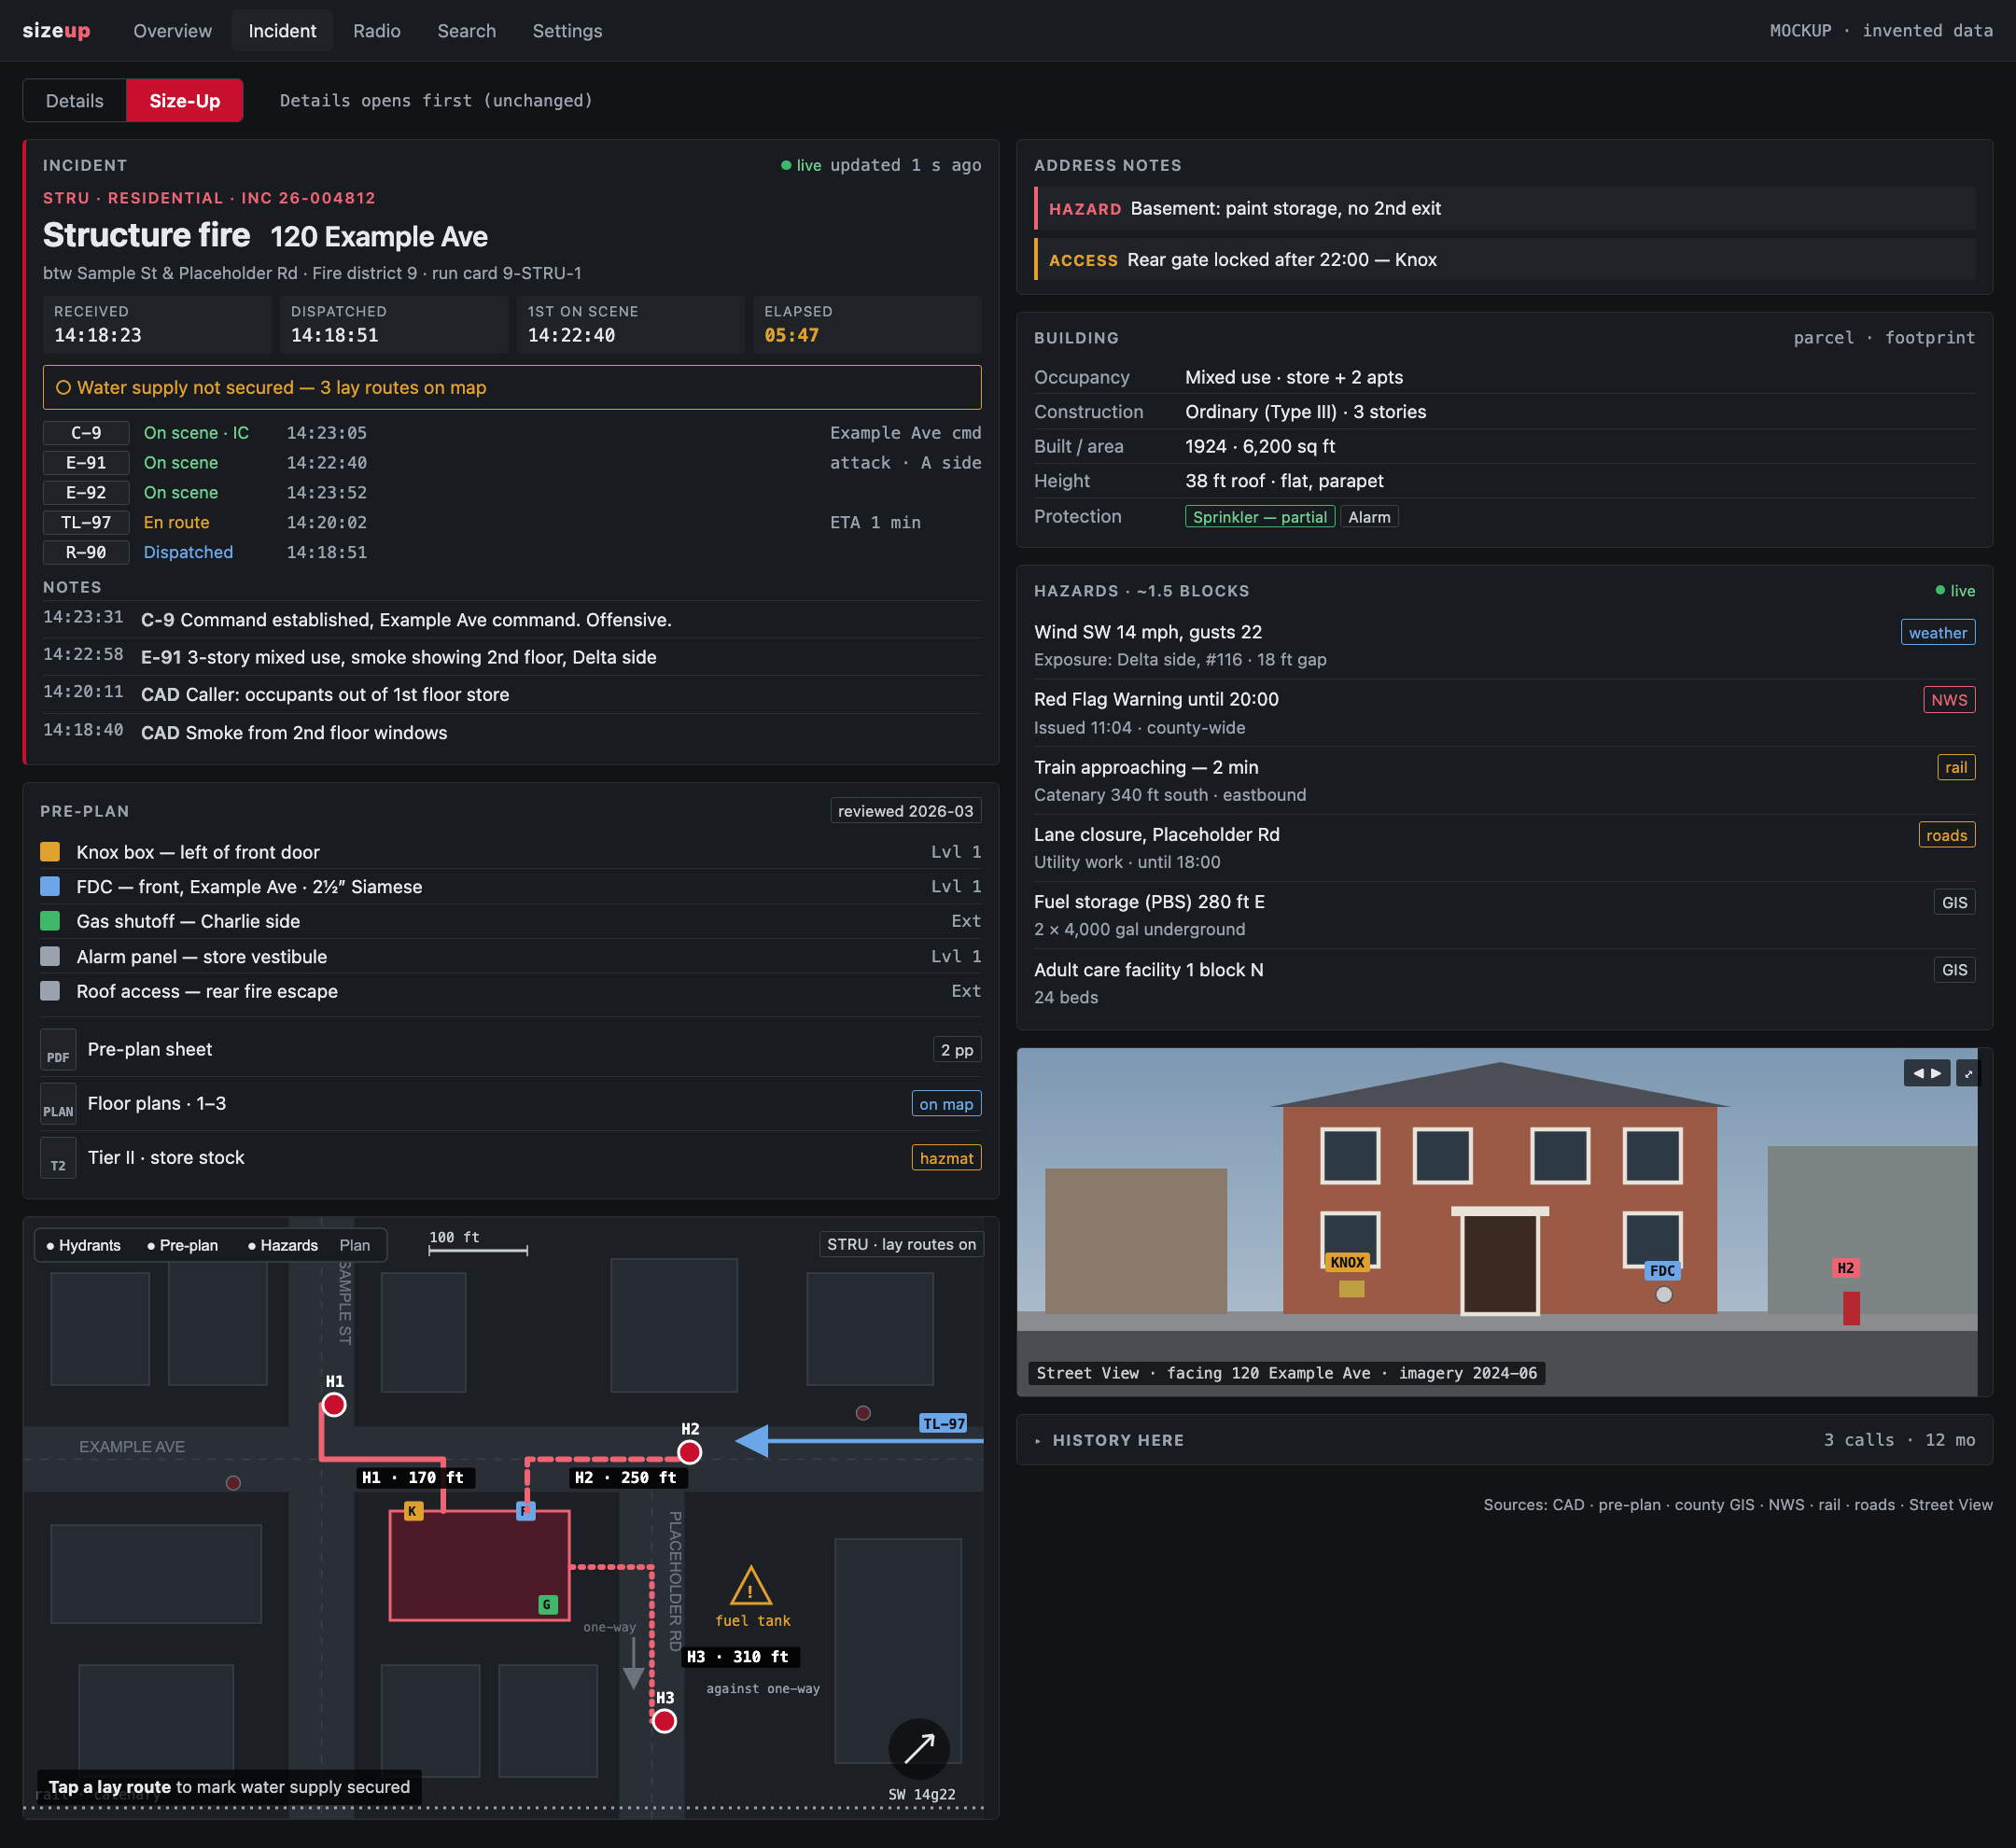 sizeup Overview Incident Radio Search Settings MOCKUP · invented data
Details Size-Up Details opens first (unchanged)
INCIDENT live updated 1 s ago
STRU · RESIDENTIAL · INC 26-004812
Structure fire 120 Example Ave
btw Sample St & Placeholder Rd · Fire district 9 · run card 9-STRU-1
RECEIVED DISPATCHED 1ST ON SCENE ELAPSED
14:18:23 14:18:51 14:22:40 05:47
Water supply not secured — 3 lay routes on map
C-9 On scene · IC 14:23:05 Example Ave cmd
E-91 On scene 14:22:40 attack · A side
E-92 On scene 14:23:52
TL-97 En route 14:20:02 ETA 1 min
R-90 Dispatched 14:18:51
NOTES
14:23:31 C-9 Command established, Example Ave command. Offensive.
14:22:58 E-91 3-story mixed use, smoke showing 2nd floor, Delta side
14:20:11 CAD Caller: occupants out of 1st floor store
14:18:40 CAD Smoke from 2nd floor windows
PRE-PLAN reviewed 2026-03
Knox box — left of front door Lvl 1
FDC — front, Example Ave · 2½″ Siamese Lvl 1
Gas shutoff — Charlie side Ext
Alarm panel — store vestibule Lvl 1
Roof access — rear fire escape Ext
PDF Pre-plan sheet 2 pp
PLAN Floor plans · 1–3 on map
T2 Tier II · store stock hazmat
● Hydrants ● Pre-plan ● Hazards Plan 100 ft STRU · lay routes on
SAMPLE ST
H1
TL-97
H2
EXAMPLE AVE
H1 · 170 ft H2 · 250 ft
K F
PLACEHOLDER RD
G
fuel tank
one-way
H3 · 310 ft
against one-way
H3
Tap a lay route to mark water supply secured
rail · catenary
SW 14g22
ADDRESS NOTES
HAZARD Basement: paint storage, no 2nd exit
ACCESS Rear gate locked after 22:00 — Knox
BUILDING parcel · footprint
Occupancy Mixed use · store + 2 apts
Construction Ordinary (Type III) · 3 stories
Built / area 1924 · 6,200 sq ft
Height 38 ft roof · flat, parapet
Protection Sprinkler — partial Alarm
HAZARDS · ~1.5 BLOCKS live
Wind SW 14 mph, gusts 22 weather
Exposure: Delta side, #116 · 18 ft gap
Red Flag Warning until 20:00 NWS
Issued 11:04 · county-wide
Train approaching — 2 min rail
Catenary 340 ft south · eastbound
Lane closure, Placeholder Rd roads
Utility work · until 18:00
Fuel storage (PBS) 280 ft E GIS
2 × 4,000 gal underground
Adult care facility 1 block N GIS
24 beds
KNOX FDC H2
Street View · facing 120 Example Ave · imagery 2024-06
▸ HISTORY HERE 3 calls · 12 mo
Sources: CAD · pre-plan · county GIS · NWS · rail · roads · Street View